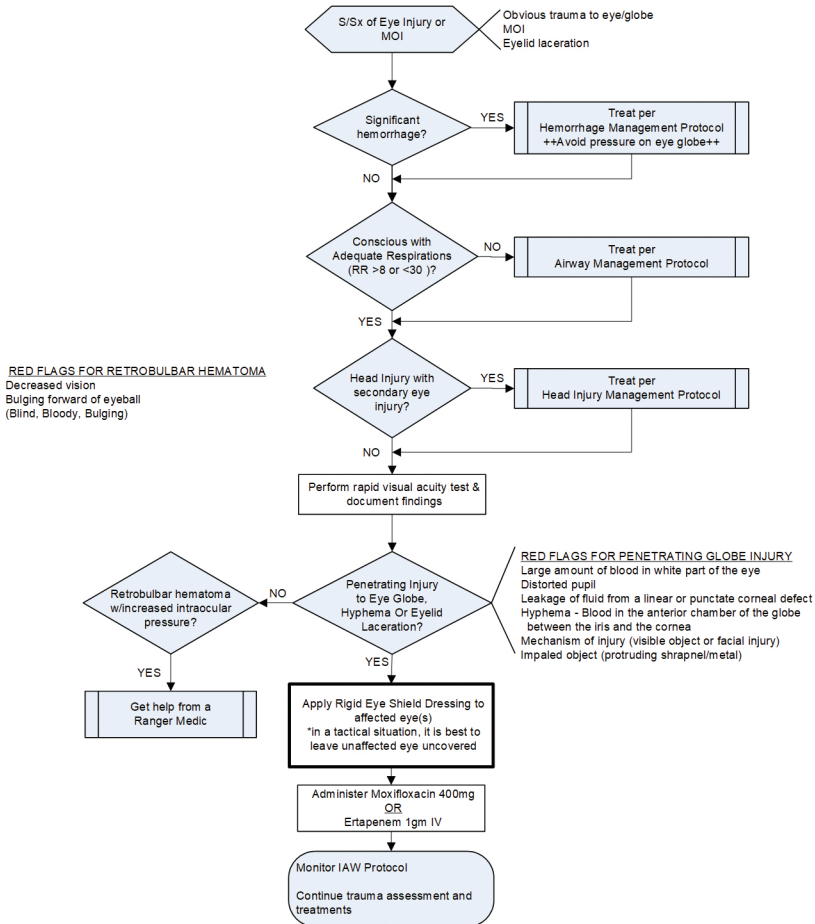 S/Sx of Eye Injury or
MOI
Obvious trauma to eye/globe
MOI
Eyelid laceration
Significant
hemorrhage?
YES
Treat per
Hemorrhage Management Protocol
++Avoid pressure on eye globe++
NO
Conscious with
Adequate Respirations
(RR >8 or <30 )?
NO
Treat per
Airway Management Protocol
YES
RED FLAGS FOR RETROBULBAR HEMATOMA
Decreased vision
Bulging forward of eyeball
(Blind, Bloody, Bulging)
Head Injury with
secondary eye
injury?
YES
Treat per
Head Injury Management Protocol
NO
Perform rapid visual acuity test &
document findings
Penetrating Injury
to Eye Globe,
Hyphema Or Eyelid
Laceration?
RED FLAGS FOR PENETRATING GLOBE INJURY
Large amount of blood in white part of the eye
Distorted pupil
Leakage of fluid from a linear or punctate corneal defect
Hyphema - Blood in the anterior chamber of the globe
between the iris and the cornea
Mechanism of injury (visible object or facial injury)
Impaled object (protruding shrapnel/metal)
NO
Retrobulbar hematoma
w/increased intraocular
pressure?
YES
Get help from a
Ranger Medic
YES
Apply Rigid Eye Shield Dressing to
affected eye(s)
*in a tactical situation, it is best to
leave unaffected eye uncovered
Administer Moxifloxacin 400mg
OR
Ertapenem 1gm IV
Monitor IAW Protocol
Continue trauma assessment and
treatments